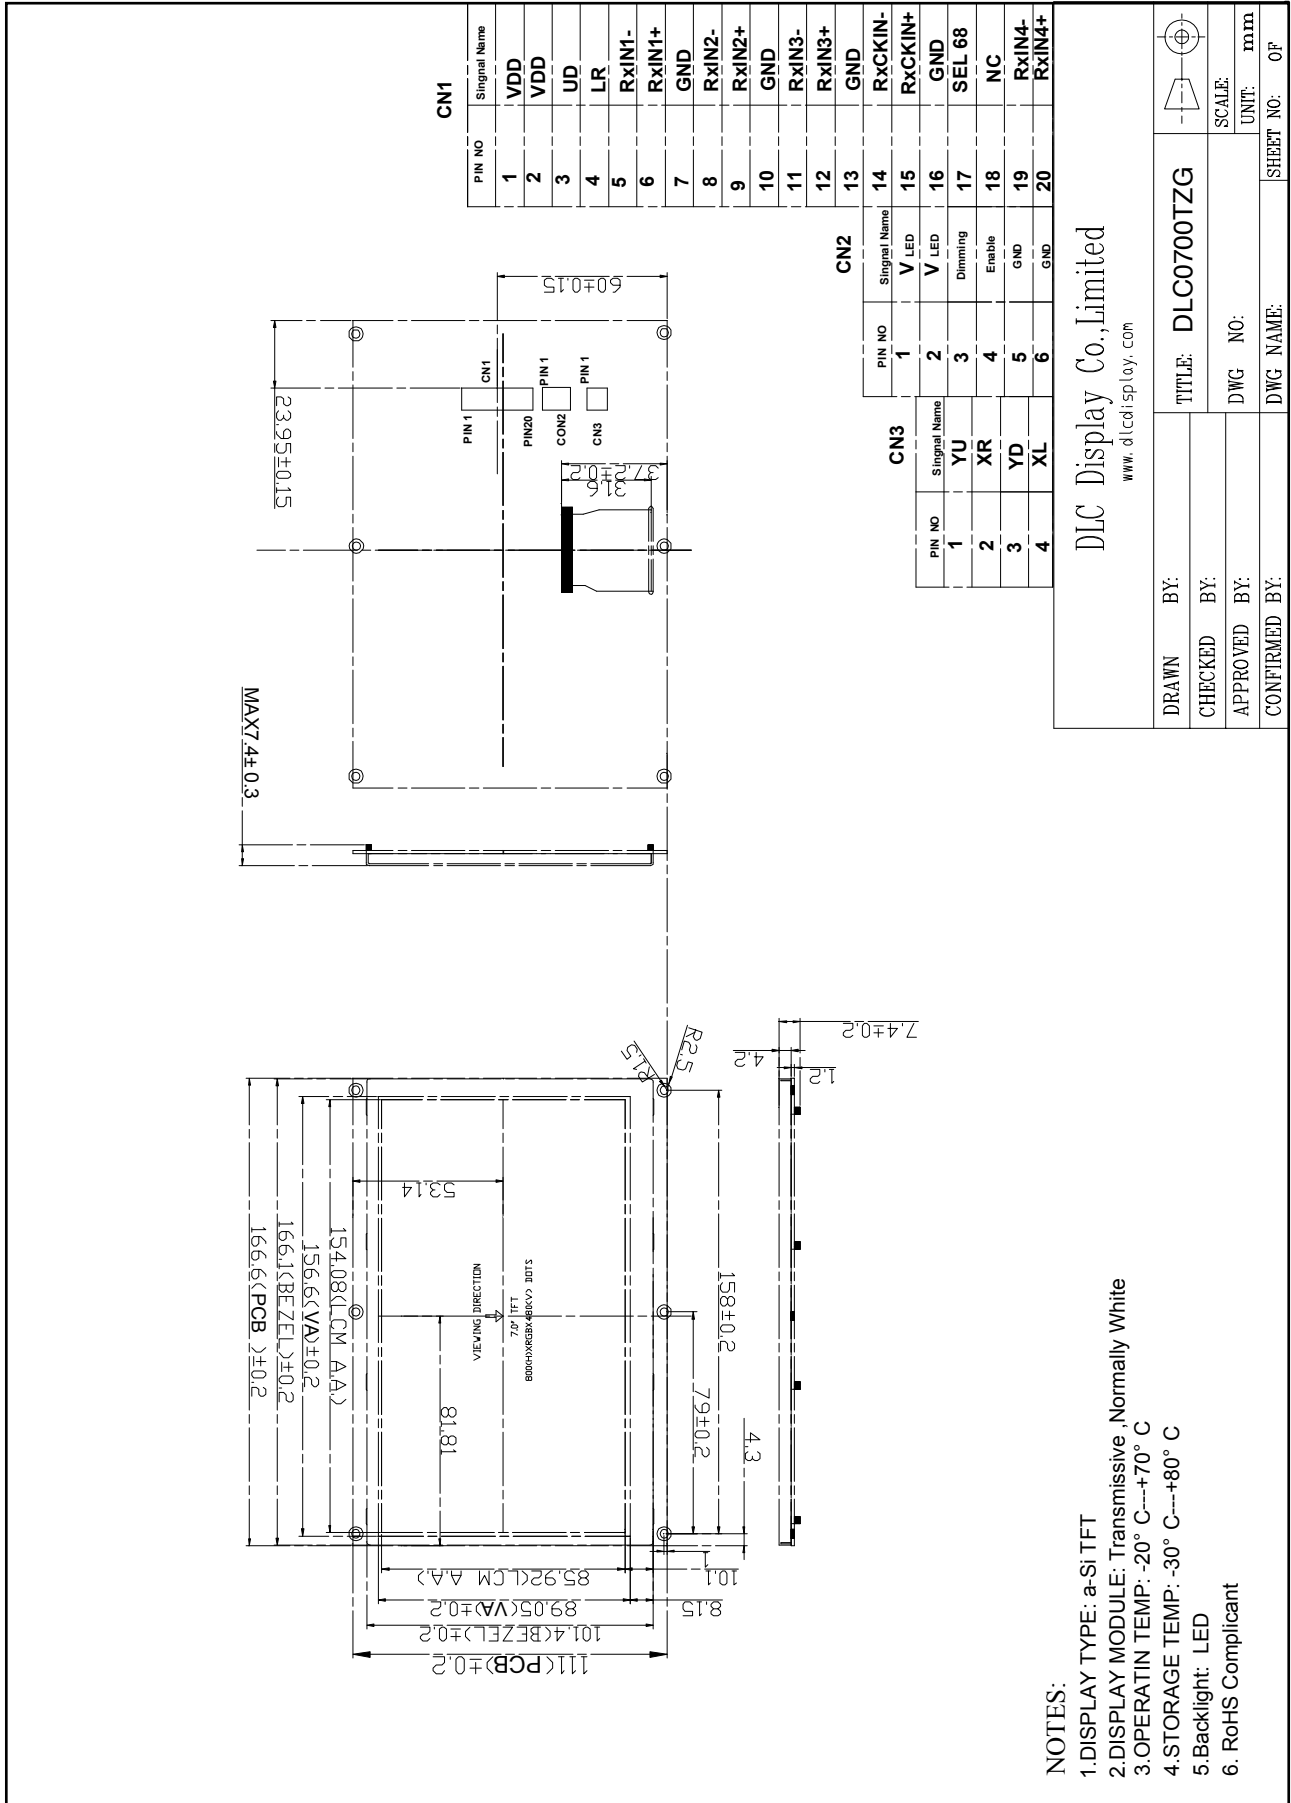 CN1
PIN NO Singnal Name
1 VDD
2 VDD
3 UD
4 LR
5 RxIN1-
6 RxIN1+
7 GND
8 RxIN2-
9 RxIN2+
10 GND
11 RxIN3-
12 RxIN3+
13 GND
14 RxCKIN-
15 RxCKIN+
16 GND
17 SEL 68
18 NC
19 RxIN4-
20 RxIN4+
CN2
PIN NO Singnal Name
1 V LED
2 V LED
3 Dimming
4 Enable
5 GND
6 GND
CN3
PIN NO Singnal Name
1 YU
2 XR
3 YD
4 XL
60±0.15
23.95±0.15
CN1
PIN 1
PIN20
PIN 1
CON2
PIN 1
CN3
37.2±0.2
31.6
MAX7.4± 0.3
166.6(PCB )±0.2
166.1(BEZEL)±0.2
156.6(VA)±0.2
154.08(LCM A.A.)
53.14
81.81
VIEWING DIRECTION
7.0" TFT
800(H)XRGBX480(V) DOTS
R1.5
R2.5
158±0.2
79±0.2
4.3
1
10.1
8.15
85.92(LCM A.A.)
89.05(VA)±0.2
101.4(BEZEL)±0.2
111(PCB)±0.2
7.4±0.2
4.2
1.2
NOTES:
1.DISPLAY TYPE: a-Si TFT
2.DISPLAY MODULE: Transmissive ,Normally White
3.OPERATIN TEMP: -20° C---+70° C
4.STORAGE TEMP: -30° C---+80° C
5.Backlight: LED
6. RoHS Complicant
DLC Display Co.,Limited
www.dlcdisplay.com
DRAWN BY:
CHECKED BY:
APPROVED BY:
CONFIRMED BY:
TITLE: DLC0700TZG
DWG NO:
DWG NAME:
SCALE:
UNIT: mm
SHEET NO: OF